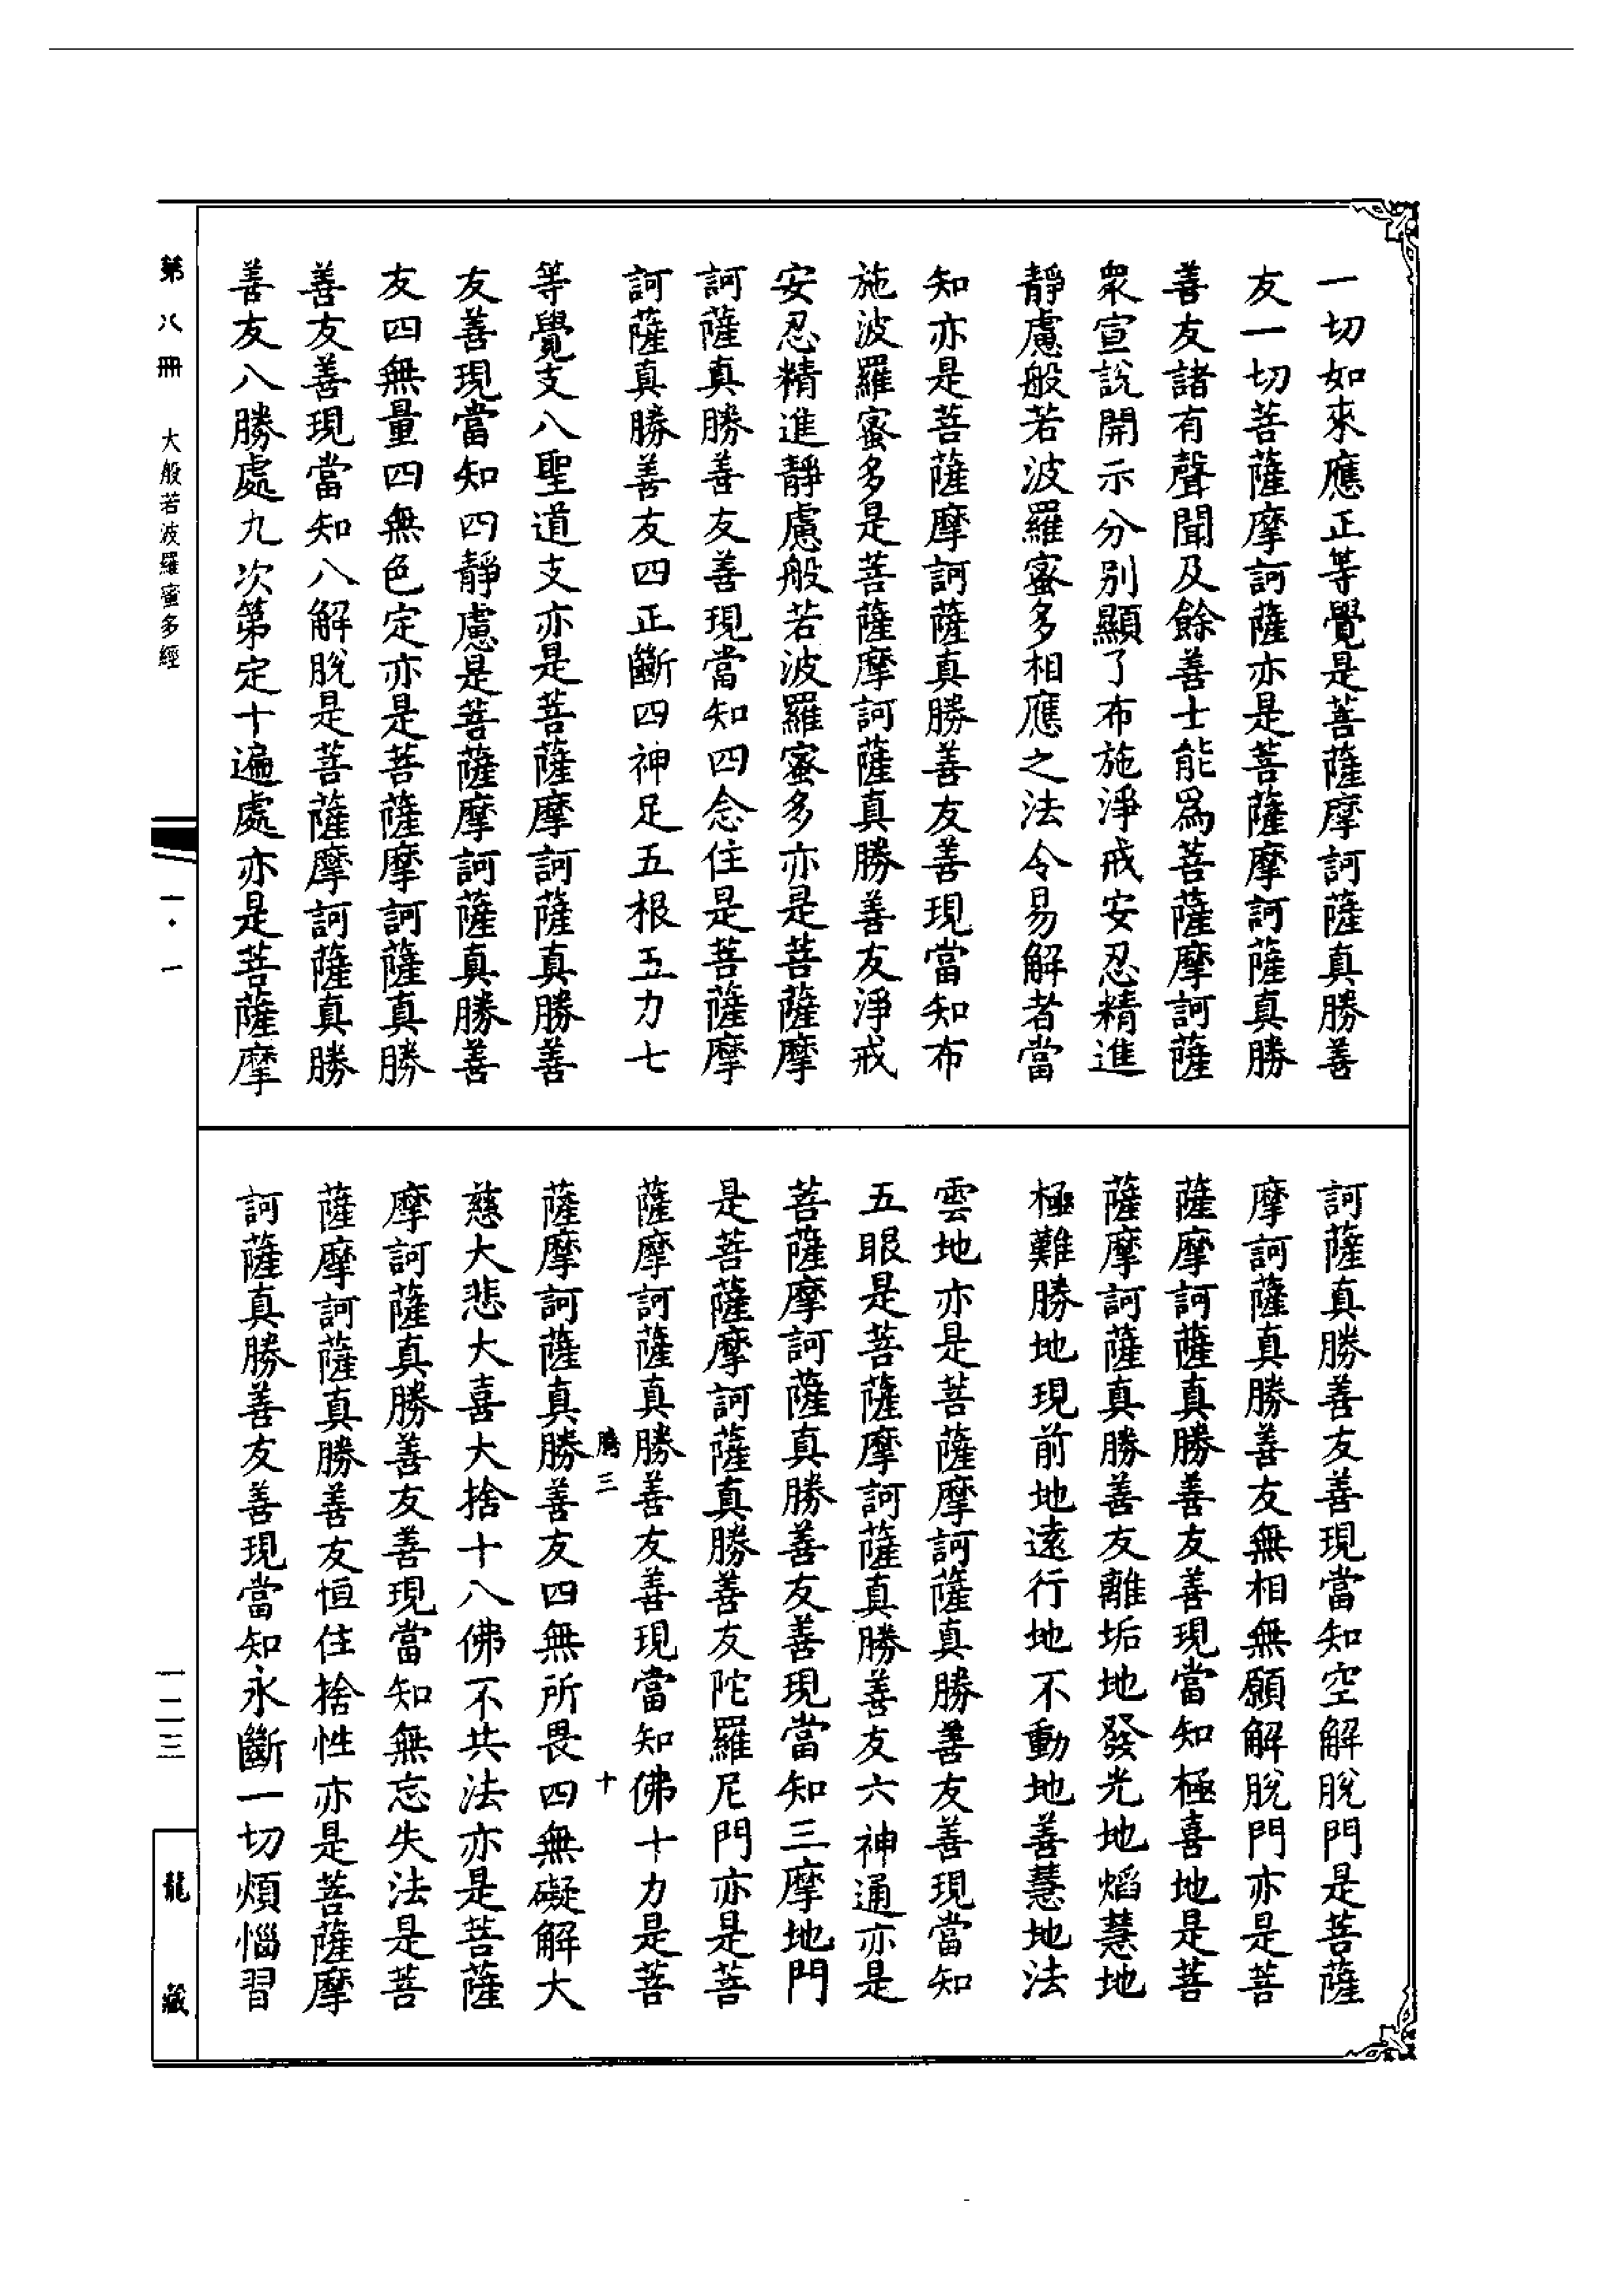 一切如來應正等覺是菩薩摩訶薩真勝善
友一切菩薩摩訶薩亦是菩薩摩訶薩真勝
善友諸有聲聞及餘善士能爲菩薩摩訶薩
衆宣說開示分別顯了布施淨戒安忍精進
靜慮般若波羅蜜多相應之法令易解者當
知亦是菩薩摩訶薩真勝善友善現當知布
施波羅蜜多是菩薩摩訶薩真勝善友淨戒
安忍精進靜慮般若波羅蜜多亦是菩薩摩
訶薩真勝善友善現當知四念住是菩薩摩
訶薩真勝善友四正斷四神足五根五力七
等覺支八聖道支亦是菩薩摩訶薩真勝善
友善現當知四靜慮是菩薩摩訶薩真勝善
友四無量四無色定亦是菩薩摩訶薩真勝
善友善現當知八解脫是菩薩摩訶薩真勝
善友八勝處九次第定十遍處亦是菩薩摩
訶薩真勝善友善現當知空解脫門是菩薩
摩訶薩真勝善友無相無願解脫門亦是菩
薩摩訶薩真勝善友善現當知極喜地是菩
薩摩訶薩真勝善友離垢地發光地焰慧地
極難勝地現前地遠行地不動地善慧地法
雲地亦是菩薩摩訶薩真勝善友善現當知
五眼是菩薩摩訶薩真勝善友六神通亦是
菩薩摩訶薩真勝善友善現當知三摩地門
是菩薩摩訶薩真勝善友陀羅尼門亦是菩
薩摩訶薩真勝善友善現當知佛十力是菩
三 十
薩摩訶薩真勝善友四無所畏四無礙解大
慈大悲大喜大捨十八佛不共法亦是菩薩
摩訶薩真勝善友善現當知無忘失法是菩
薩摩訶薩真勝善友恒住捨性亦是菩薩摩
訶薩真勝善友善現當知永斷一切煩惱習
第八冊 大般若波羅蜜多經 一·一 一二三 龍藏